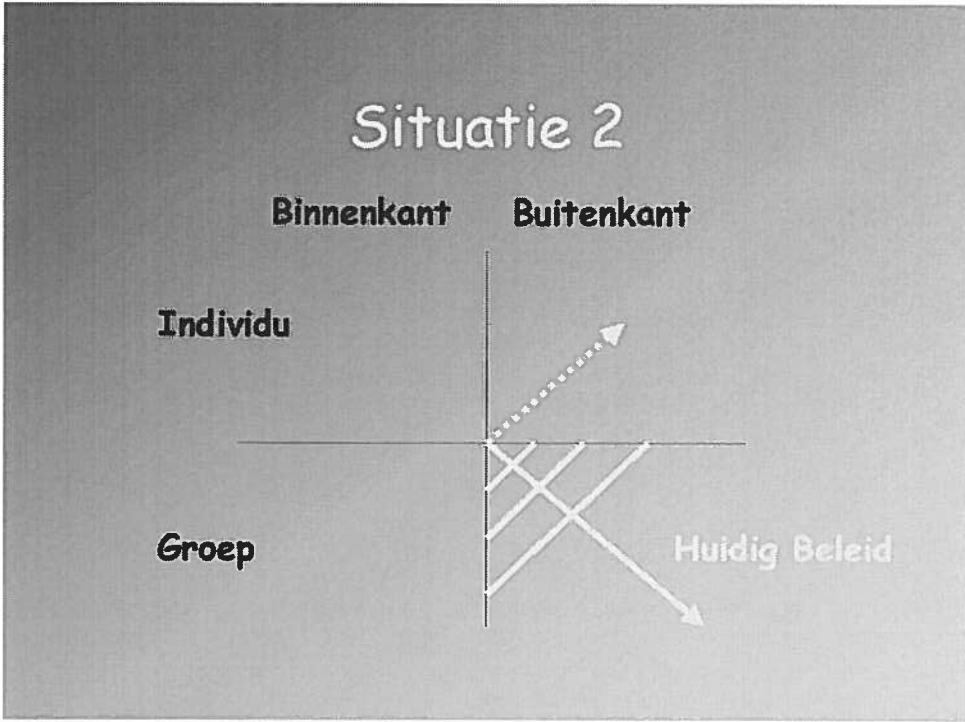 Situatie 2
Binnenkant Buitenkant
Individu
Groep
Huidig Beleid